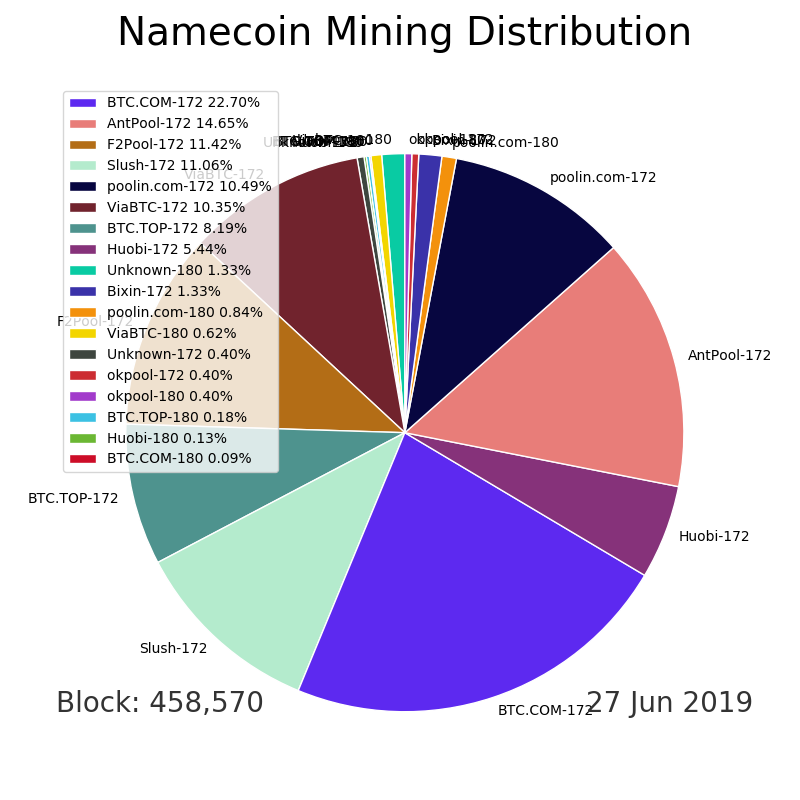 Namecoin Mining Distribution
BTC.COM-172 22.70%
AntPool-172 14.65%
F2Pool-172 11.42%
Slush-172 11.06%
poolin.com-172 10.49%
ViaBTC-172 10.35%
BTC.TOP-172 8.19%
Huobi-172 5.44%
Unknown-180 1.33%
Bixin-172 1.33%
poolin.com-180 0.84%
ViaBTC-180 0.62%
Unknown-172 0.40%
okpool-172 0.40%
okpool-180 0.40%
BTC.TOP-180 0.18%
Huobi-180 0.13%
BTC.COM-180 0.09%
poolin.com-180
poolin.com-172
ViaBTC-172
F2Pool-172
AntPool-172
BTC.TOP-172
Huobi-172
Slush-172
BTC.COM-172
Block: 458,570
27 Jun 2019